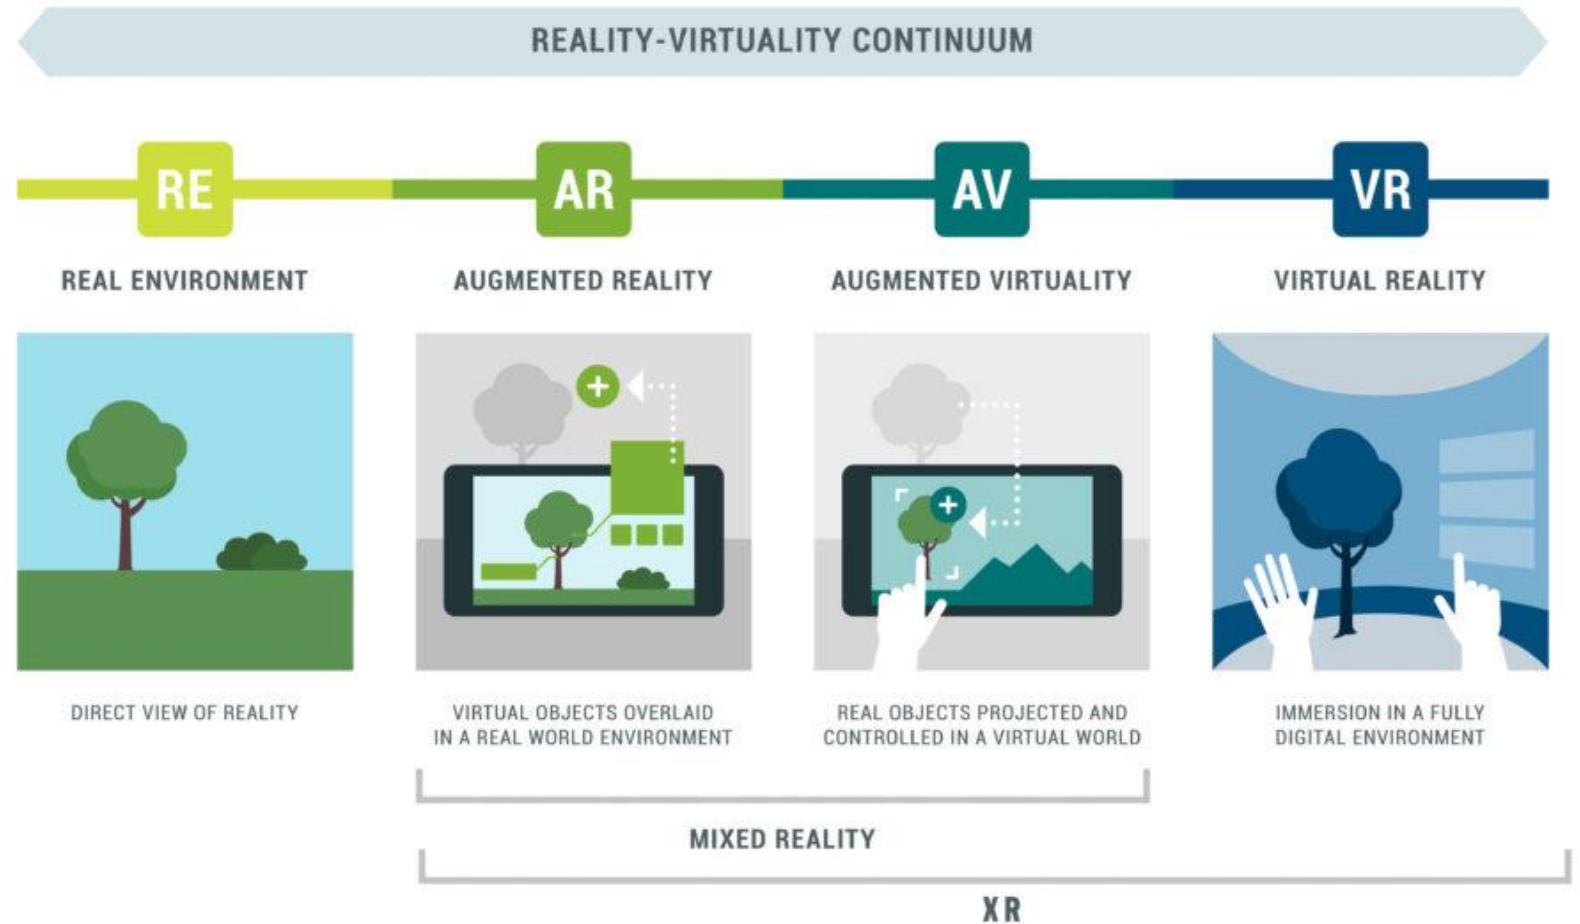 REALITY-VIRTUALITY CONTINUUM
RE
AR
AV
VR
REAL ENVIRONMENT
AUGMENTED REALITY
AUGMENTED VIRTUALITY
VIRTUAL REALITY
DIRECT VIEW OF REALITY
VIRTUAL OBJECTS OVERLAID
IN A REAL WORLD ENVIRONMENT
REAL OBJECTS PROJECTED AND
CONTROLLED IN A VIRTUAL WORLD
IMMERSION IN A FULLY
DIGITAL ENVIRONMENT
MIXED REALITY
XR